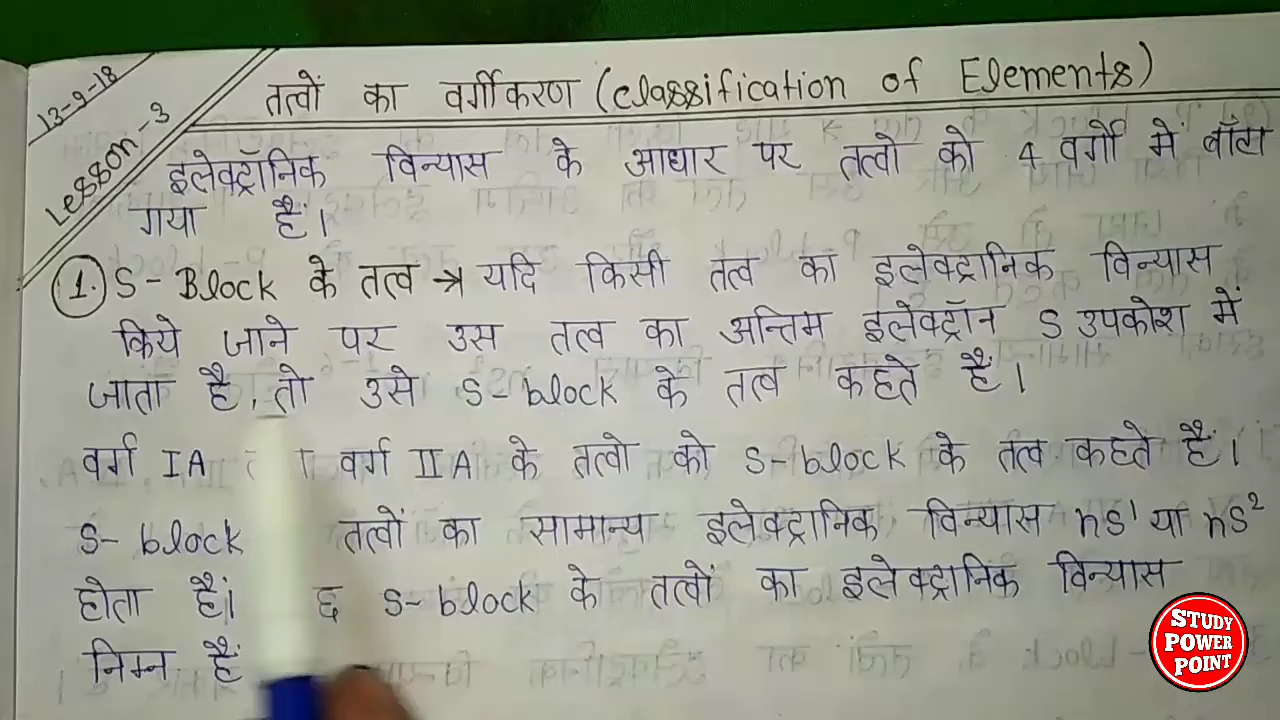 13-9-18
Lesson-3
तत्वों का वर्गीकरण (classification of Elements)
इलेक्ट्रॉनिक विन्यास के आधार पर तत्वो को 4 वर्गों में बाँटा
गया हैं।
1. S-Block के तत्व → यदि किसी तत्व का इलेक्ट्रानिक विन्यास
किये जाने पर उस तत्व का अन्तिम इलेक्ट्रॉन S उपकोश में
जाता है, तो उसे S-block के तत्व कहते हैं।
वर्ग IA वर्ग IIA के तत्वो को S-block के तत्व कहते हैं।
S-block तत्वों का सामान्य इलेक्ट्रानिक विन्यास ns¹ या ns²
होता हैं। S-block के तत्वों का इलेक्ट्रानिक विन्यास
निम्न हैं
STUDY
POWER
POINT